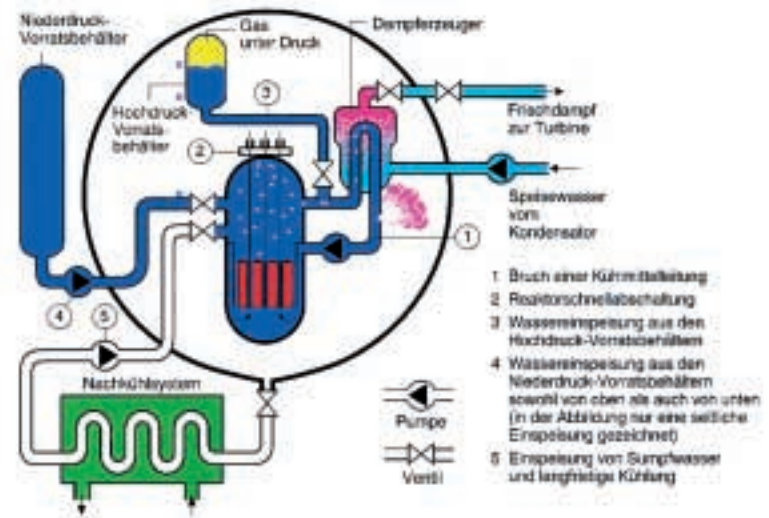 Niederdruck-
Vorratsbehälter
Gas
unter Druck
Dampferzeuger
Hochdruck-
Vorrats-
behälter
3
2
Frischdampf
zur Turbine
Speisewasser
vom
Kondensator
1
4
5
Nachkühlsystem
Pumpe
Ventil
1 Bruch einer Kühlmittelleitung
2 Reaktorschnellabschaltung
3 Wassereinspeisung aus den
Hochdruck-Vorratsbehältern
4 Wassereinspeisung aus den
Niederdruck-Vorratsbehältern
sowohl von oben als auch von unten
(in der Abbildung nur eine seitliche
Einspeisung gezeichnet)
5 Einspeisung von Sumpfwasser
und langfristige Kühlung